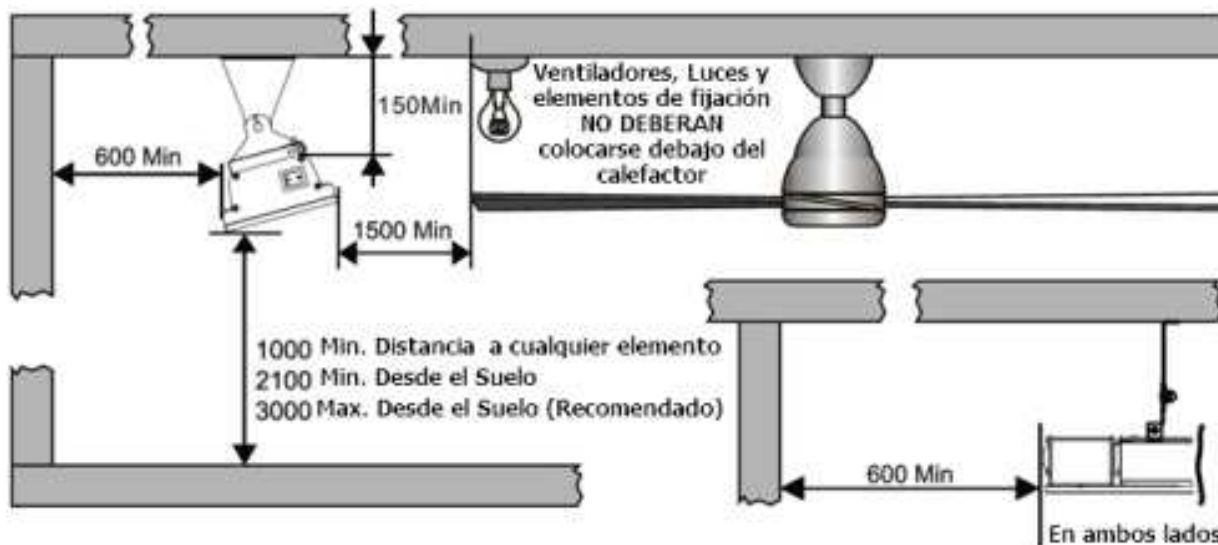 150Min
Ventiladores, Luces y
elementos de fijación
NO DEBERAN
colocarse debajo del
calefactor
600 Min
1500 Min
1000 Min. Distancia a cualquier elemento
2100 Min. Desde el Suelo
3000 Max. Desde el Suelo (Recomendado)
600 Min
En ambos lados